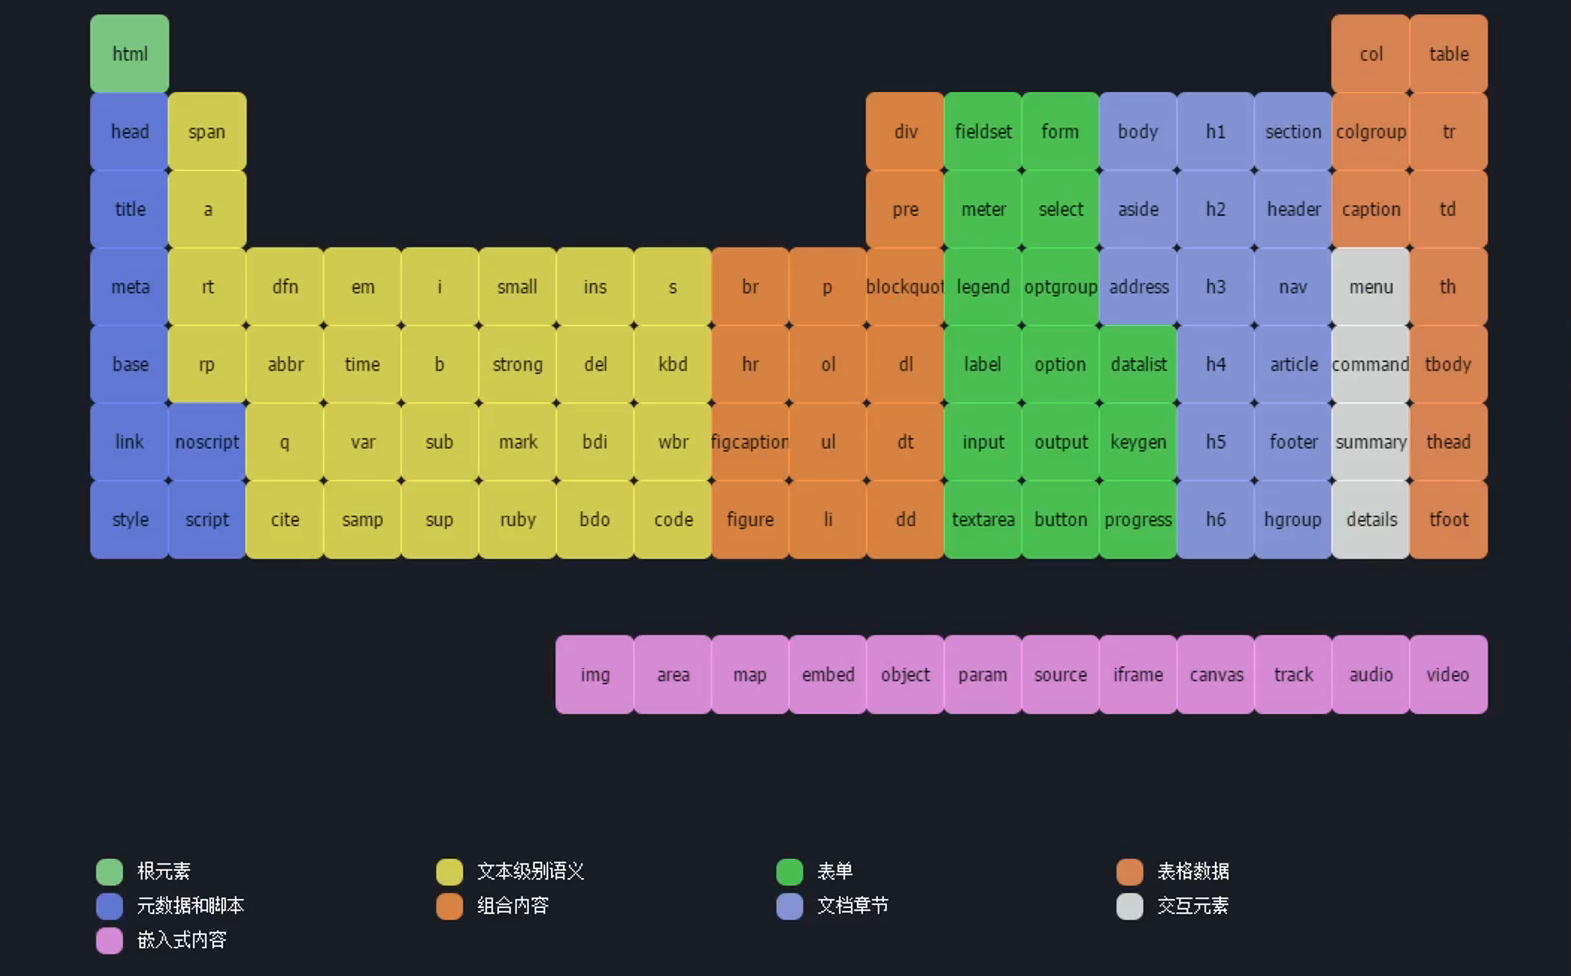 html col table
head span div fieldset form body h1 section colgroup tr
title a pre meter select aside h2 header caption td
meta rt dfn em i small ins s br p blockquot legend optgroup address h3 nav menu th
base rp abbr time b strong del kbd hr ol dl label option datalist h4 article command tbody
link noscript q var sub mark bdi wbr figcaption ul dt input output keygen h5 footer summary thead
style script cite samp sup ruby bdo code figure li dd textarea button progress h6 hgroup details tfoot
img area map embed object param source iframe canvas track audio video
根元素 文本级别语义 表单 表格数据
元数据和脚本 组合内容 文档章节 交互元素
嵌入式内容